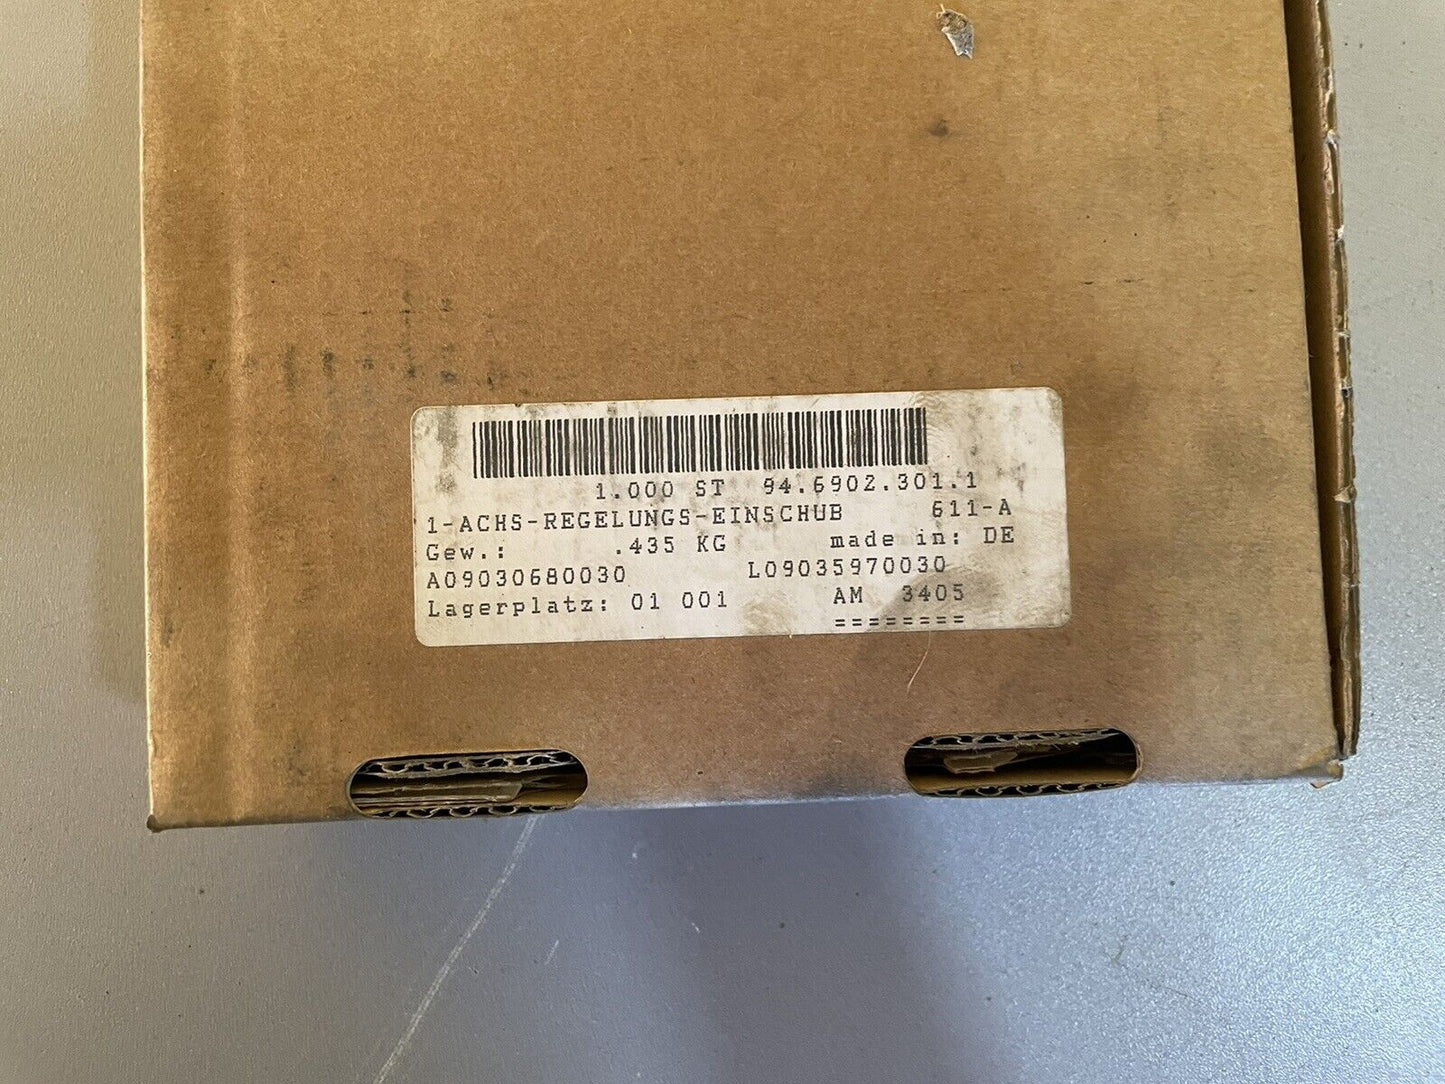 1.000 ST 94.6902.301.1
1-ACHS-REGELUNGS-EINSCHUB 611-A
Gew.: .435 KG made in: DE
A09030680030 L09035970030
Lagerplatz: 01 001 AM 3405
========